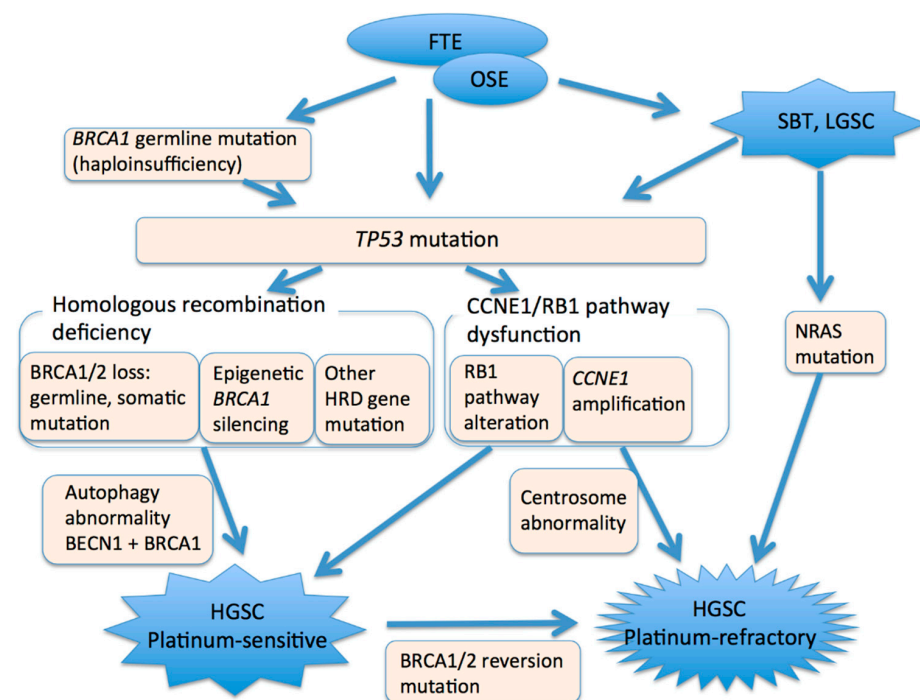 FTE
OSE
SBT, LGSC
BRCA1 germline mutation
(haploinsufficiency)
TP53 mutation
Homologous recombination
deficiency
BRCA1/2 loss:
germline, somatic
mutation
Epigenetic
BRCA1
silencing
Other
HRD gene
mutation
CCNE1/RB1 pathway
dysfunction
RB1
pathway
alteration
CCNE1
amplification
NRAS
mutation
Autophagy
abnormality
BECN1 + BRCA1
Centrosome
abnormality
HGSC
Platinum-sensitive
BRCA1/2 reversion
mutation
HGSC
Platinum-refractory